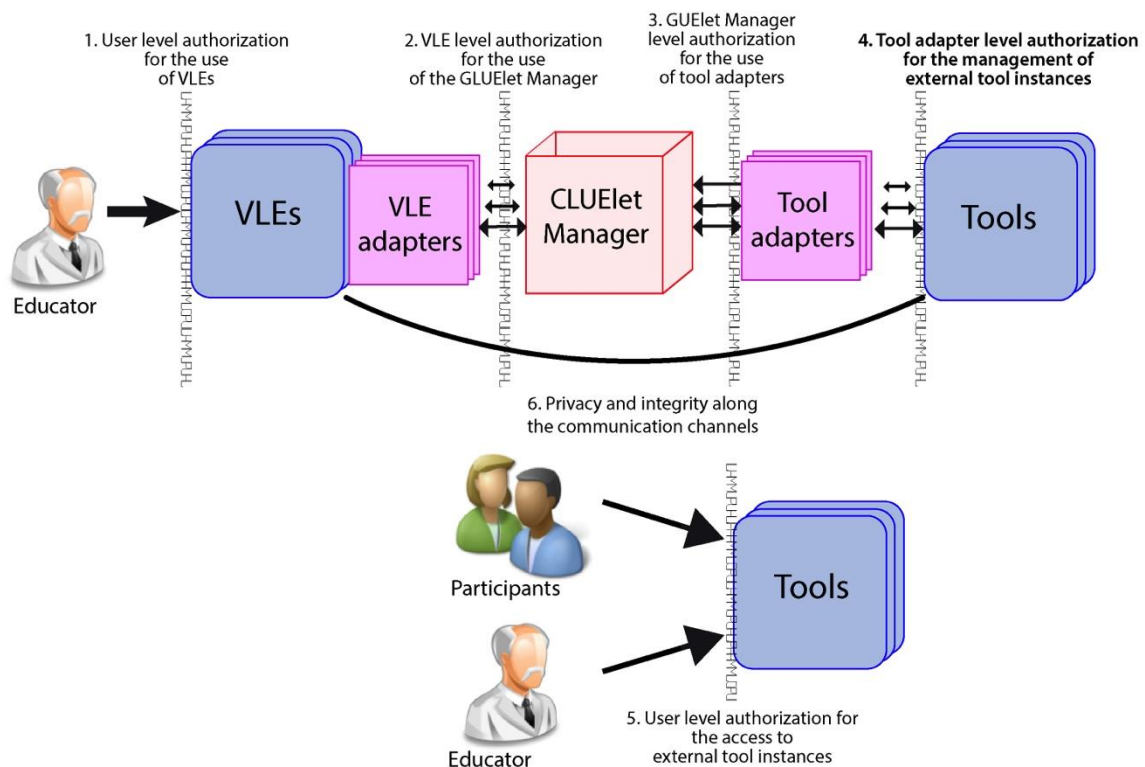 1. User level authorization
for the use
of VLEs
2. VLE level authorization
for the use
of the GLUElet Manager
3. GUElet Manager
level authorization
for the use
of tool adapters
4. Tool adapter level authorization
for the management of
external tool instances
Educator
VLEs
VLE
adapters
CLUElet
Manager
Tool
adapters
Tools
6. Privacy and integrity along
the communication channels
Participants
Educator
Tools
5. User level authorization for
the access to
external tool instances